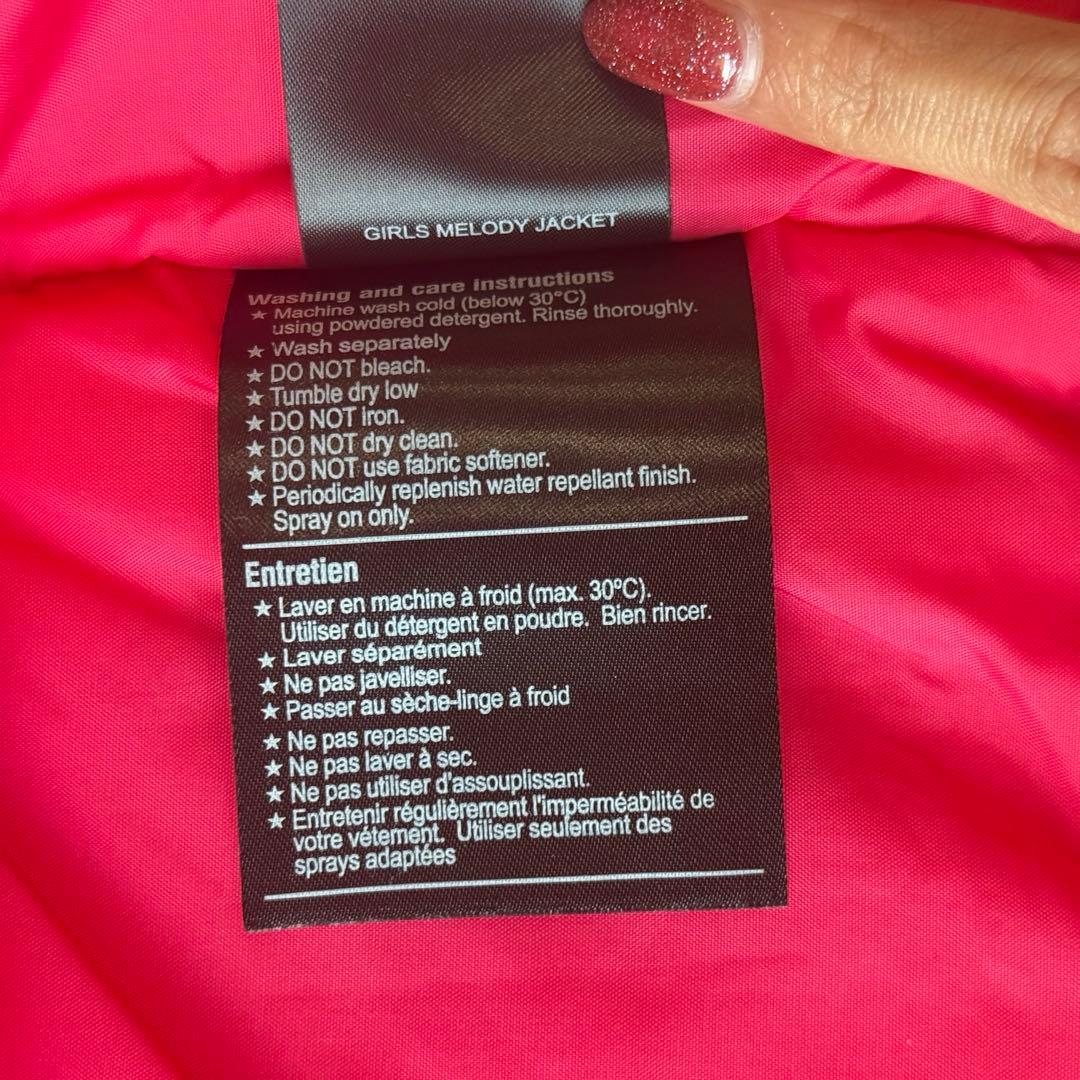 GIRLS MELODY JACKET
Washing and care instructions
★ Machine wash cold (below 30°C)
using powdered detergent. Rinse thoroughly.
★ Wash separately
★ DO NOT bleach.
★ Tumble dry low
★ DO NOT iron.
★ DO NOT dry clean.
★ DO NOT use fabric softener.
★ Periodically replenish water repellant finish.
Spray on only.
Entretien
★ Laver en machine à froid (max. 30ºC).
Utiliser du détergent en poudre. Bien rincer.
★ Laver séparément
★ Ne pas javelliser.
★ Passer au sèche-linge à froid
★ Ne pas repasser.
★ Ne pas laver à sec.
★ Ne pas utiliser d'assouplissant.
★ Entretenir régulièrement l'imperméabilité de
votre vétement. Utiliser seulement des
sprays adaptées